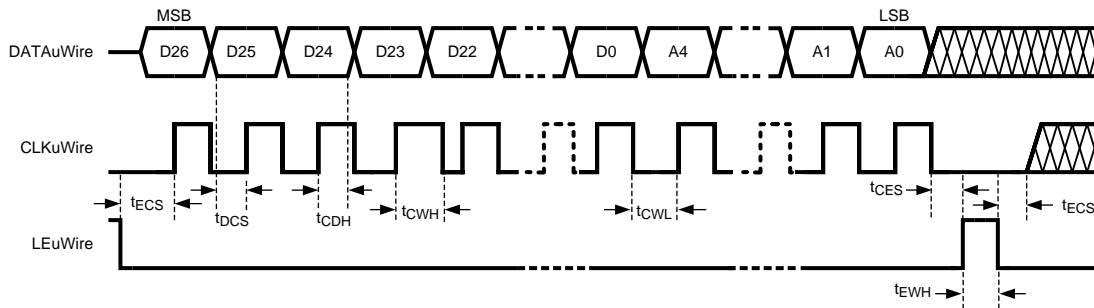 MSB LSB
DATAuWire D26 D25 D24 D23 D22 D0 A4 A1 A0
CLKuWire
tECS tDCS tCDH tCWH tCWL tCES tECS
LEuWire
tEWH